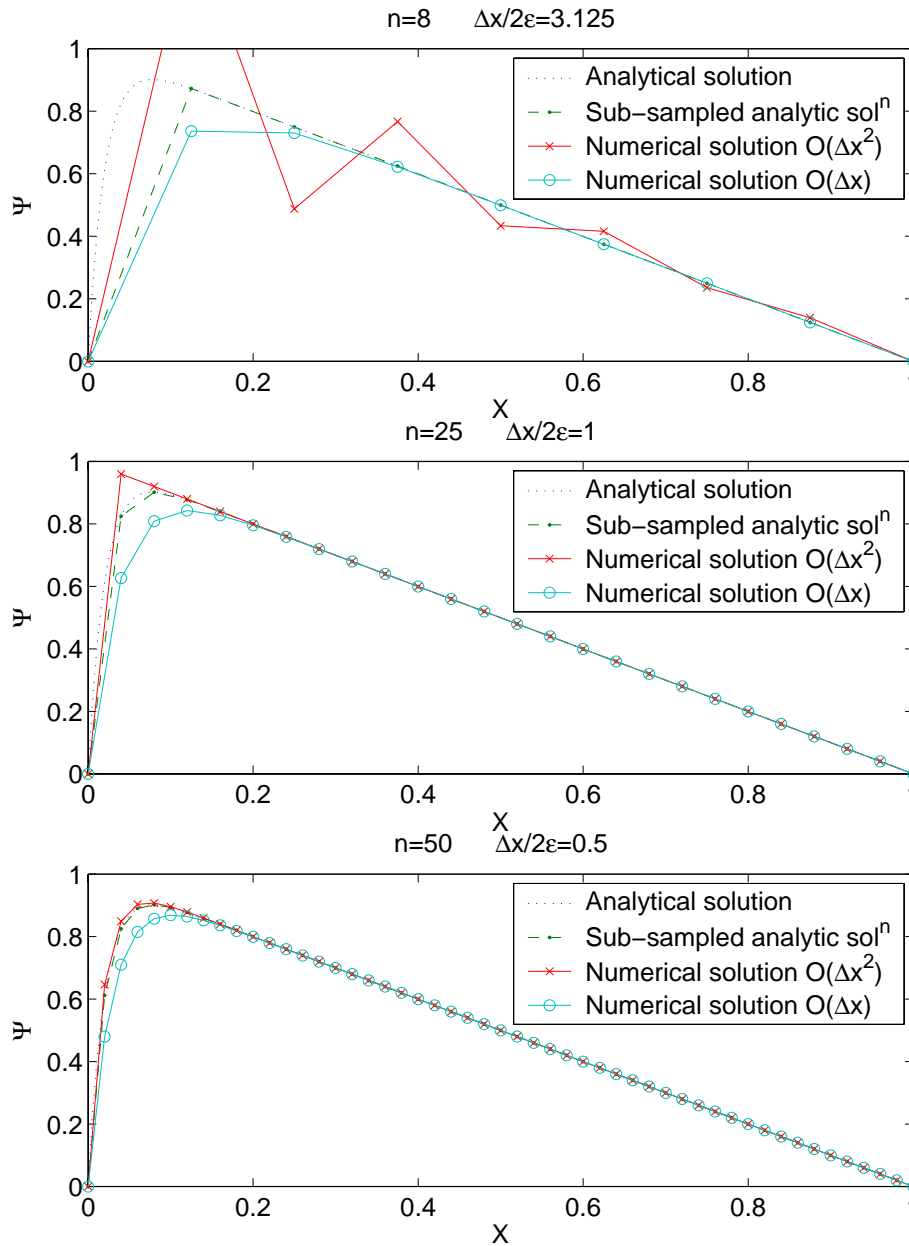 n=8 Δx/2ε=3.125
1
0.8
0.6
0.4
0.2
0
Ψ
Analytical solution
Sub−sampled analytic solⁿ
Numerical solution O(Δx²)
Numerical solution O(Δx)
0 0.2 0.4 0.6 0.8
X
n=25 Δx/2ε=1
1
0.8
0.6
0.4
0.2
0
Ψ
Analytical solution
Sub−sampled analytic solⁿ
Numerical solution O(Δx²)
Numerical solution O(Δx)
0 0.2 0.4 0.6 0.8
X
n=50 Δx/2ε=0.5
1
0.8
0.6
0.4
0.2
0
Ψ
Analytical solution
Sub−sampled analytic solⁿ
Numerical solution O(Δx²)
Numerical solution O(Δx)
0 0.2 0.4 0.6 0.8
X